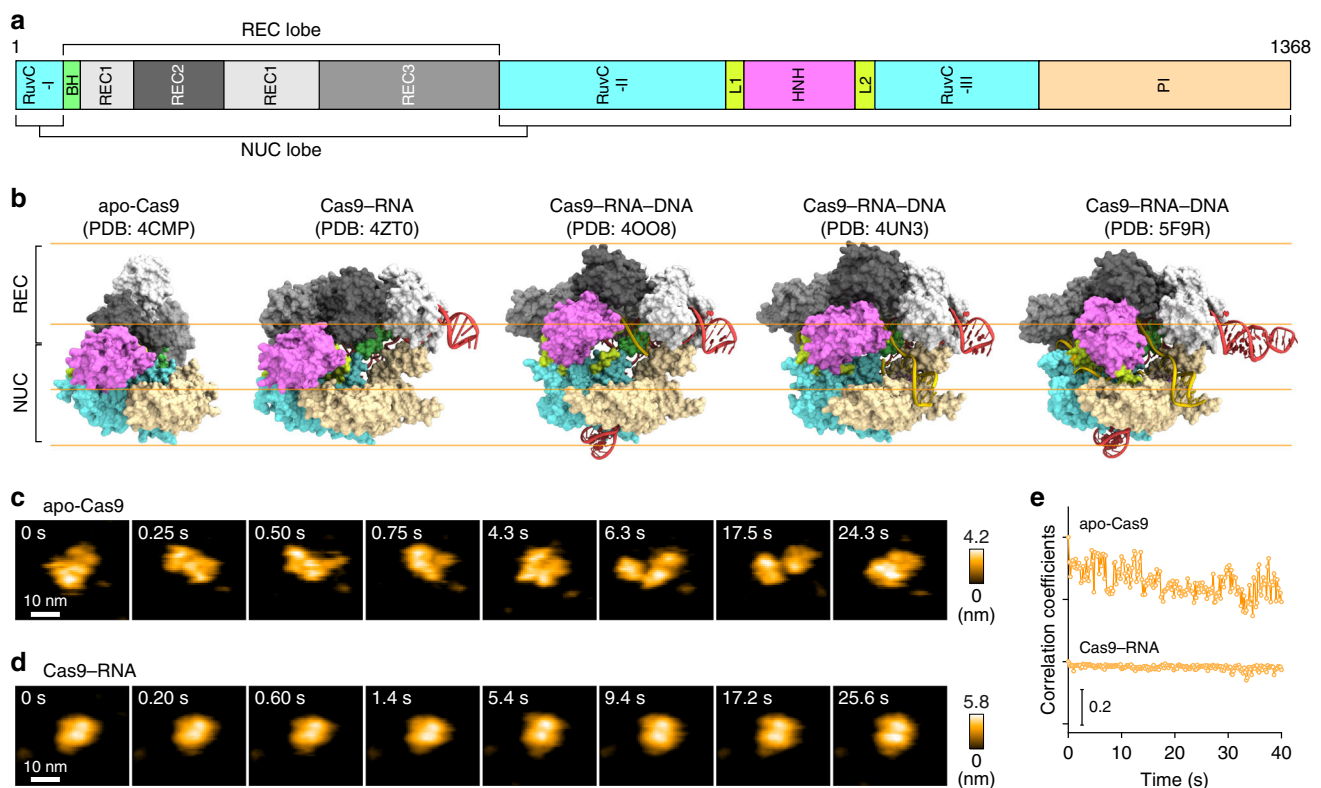 a
REC lobe
1
1368
RuvC
-I
BH
REC1
REC2
REC1
REC3
RuvC
-II
L1
HNH
L2
RuvC
-III
PI
NUC lobe
b
apo-Cas9
(PDB: 4CMP)
Cas9–RNA
(PDB: 4ZT0)
Cas9–RNA–DNA
(PDB: 4OO8)
Cas9–RNA–DNA
(PDB: 4UN3)
Cas9–RNA–DNA
(PDB: 5F9R)
REC
NUC
c
apo-Cas9
0 s
0.25 s
0.50 s
0.75 s
4.3 s
6.3 s
17.5 s
24.3 s
10 nm
4.2
0
(nm)
d
Cas9–RNA
0 s
0.20 s
0.60 s
1.4 s
5.4 s
9.4 s
17.2 s
25.6 s
10 nm
5.8
0
(nm)
e
Correlation coefficients
apo-Cas9
Cas9–RNA
0.2
0 10 20 30 40
Time (s)